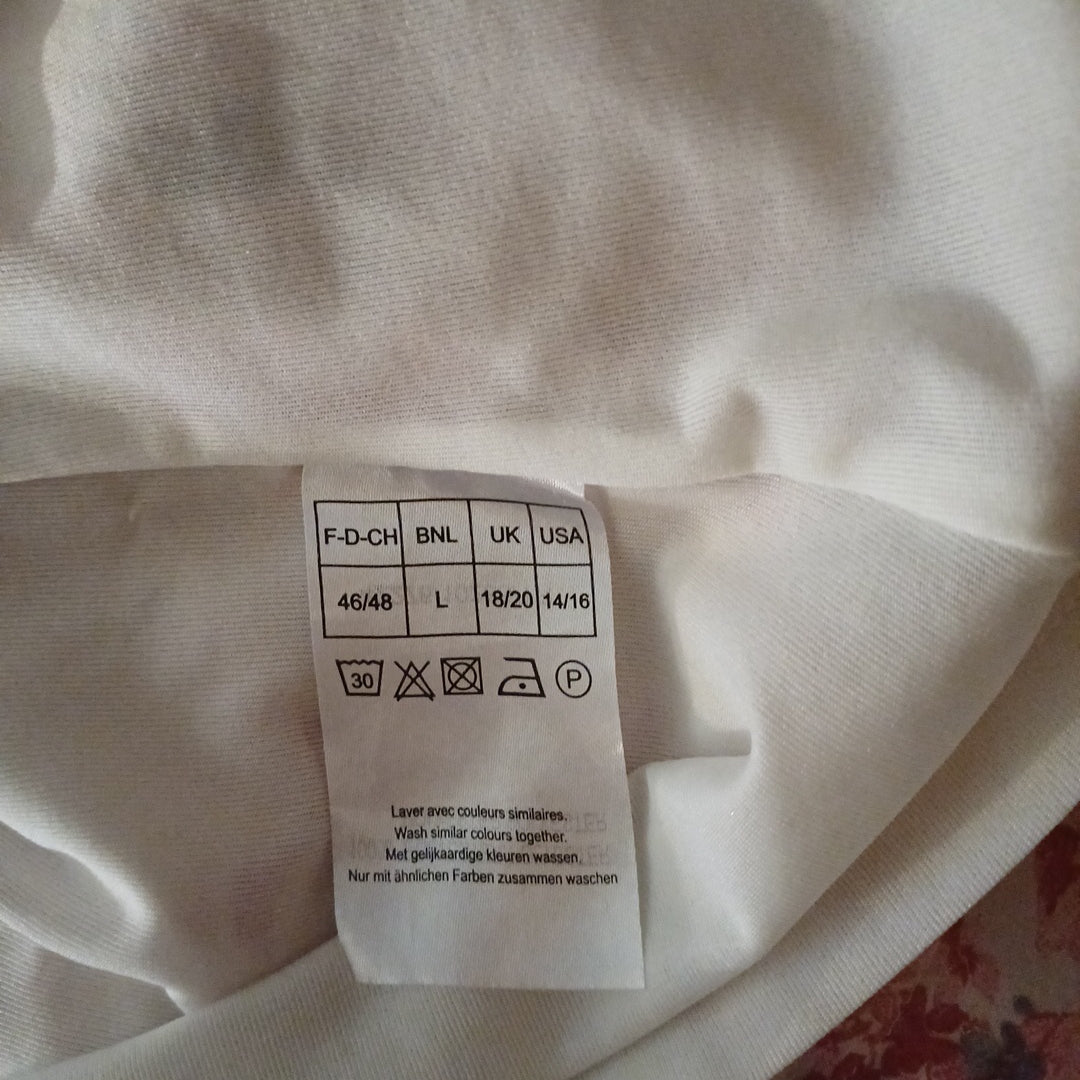 F-D-CH BNL UK USA
46/48 L 18/20 14/16
30 P
Laver avec couleurs similaires.
Wash similar colours together.
Met gelijkaardige kleuren wassen.
Nur mit ähnlichen Farben zusammen waschen